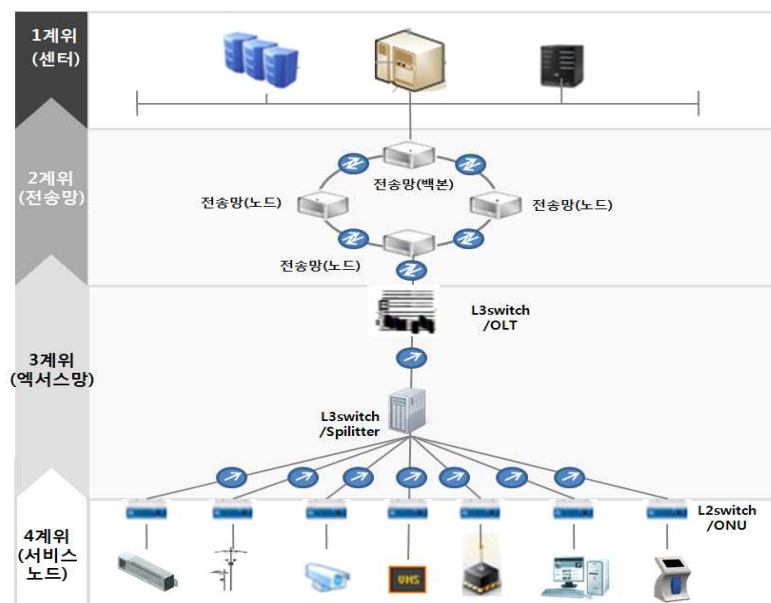 1계위
(센터)
2계위
(전송망)
전송망(백본)
전송망(노드)
전송망(노드)
전송망(노드)
3계위
(엑서스망)
L3switch
/OLT
L3switch
/Spilitter
4계위
(서비스
노드)
L2switch
/ONU
VMS